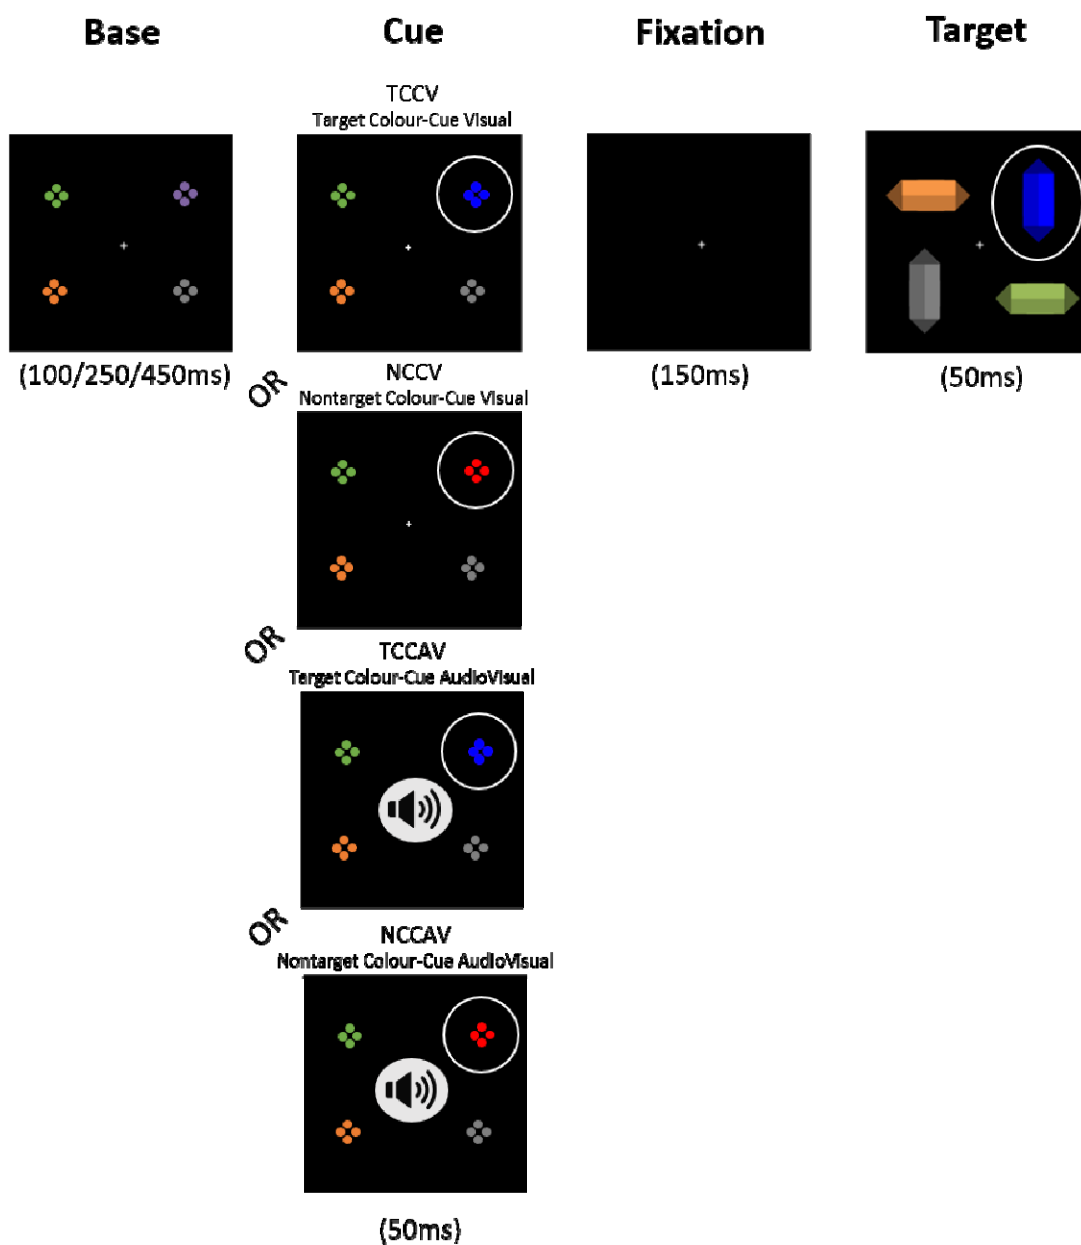 Base
Cue
Fixation
Target
TCCV
Target Colour-Cue Visual
(100/250/450ms)
(150ms)
(50ms)
OR
NCCV
Nontarget Colour-Cue Visual
OR
TCCAV
Target Colour-Cue AudioVisual
OR
NCCAV
Nontarget Colour-Cue AudioVisual
(50ms)